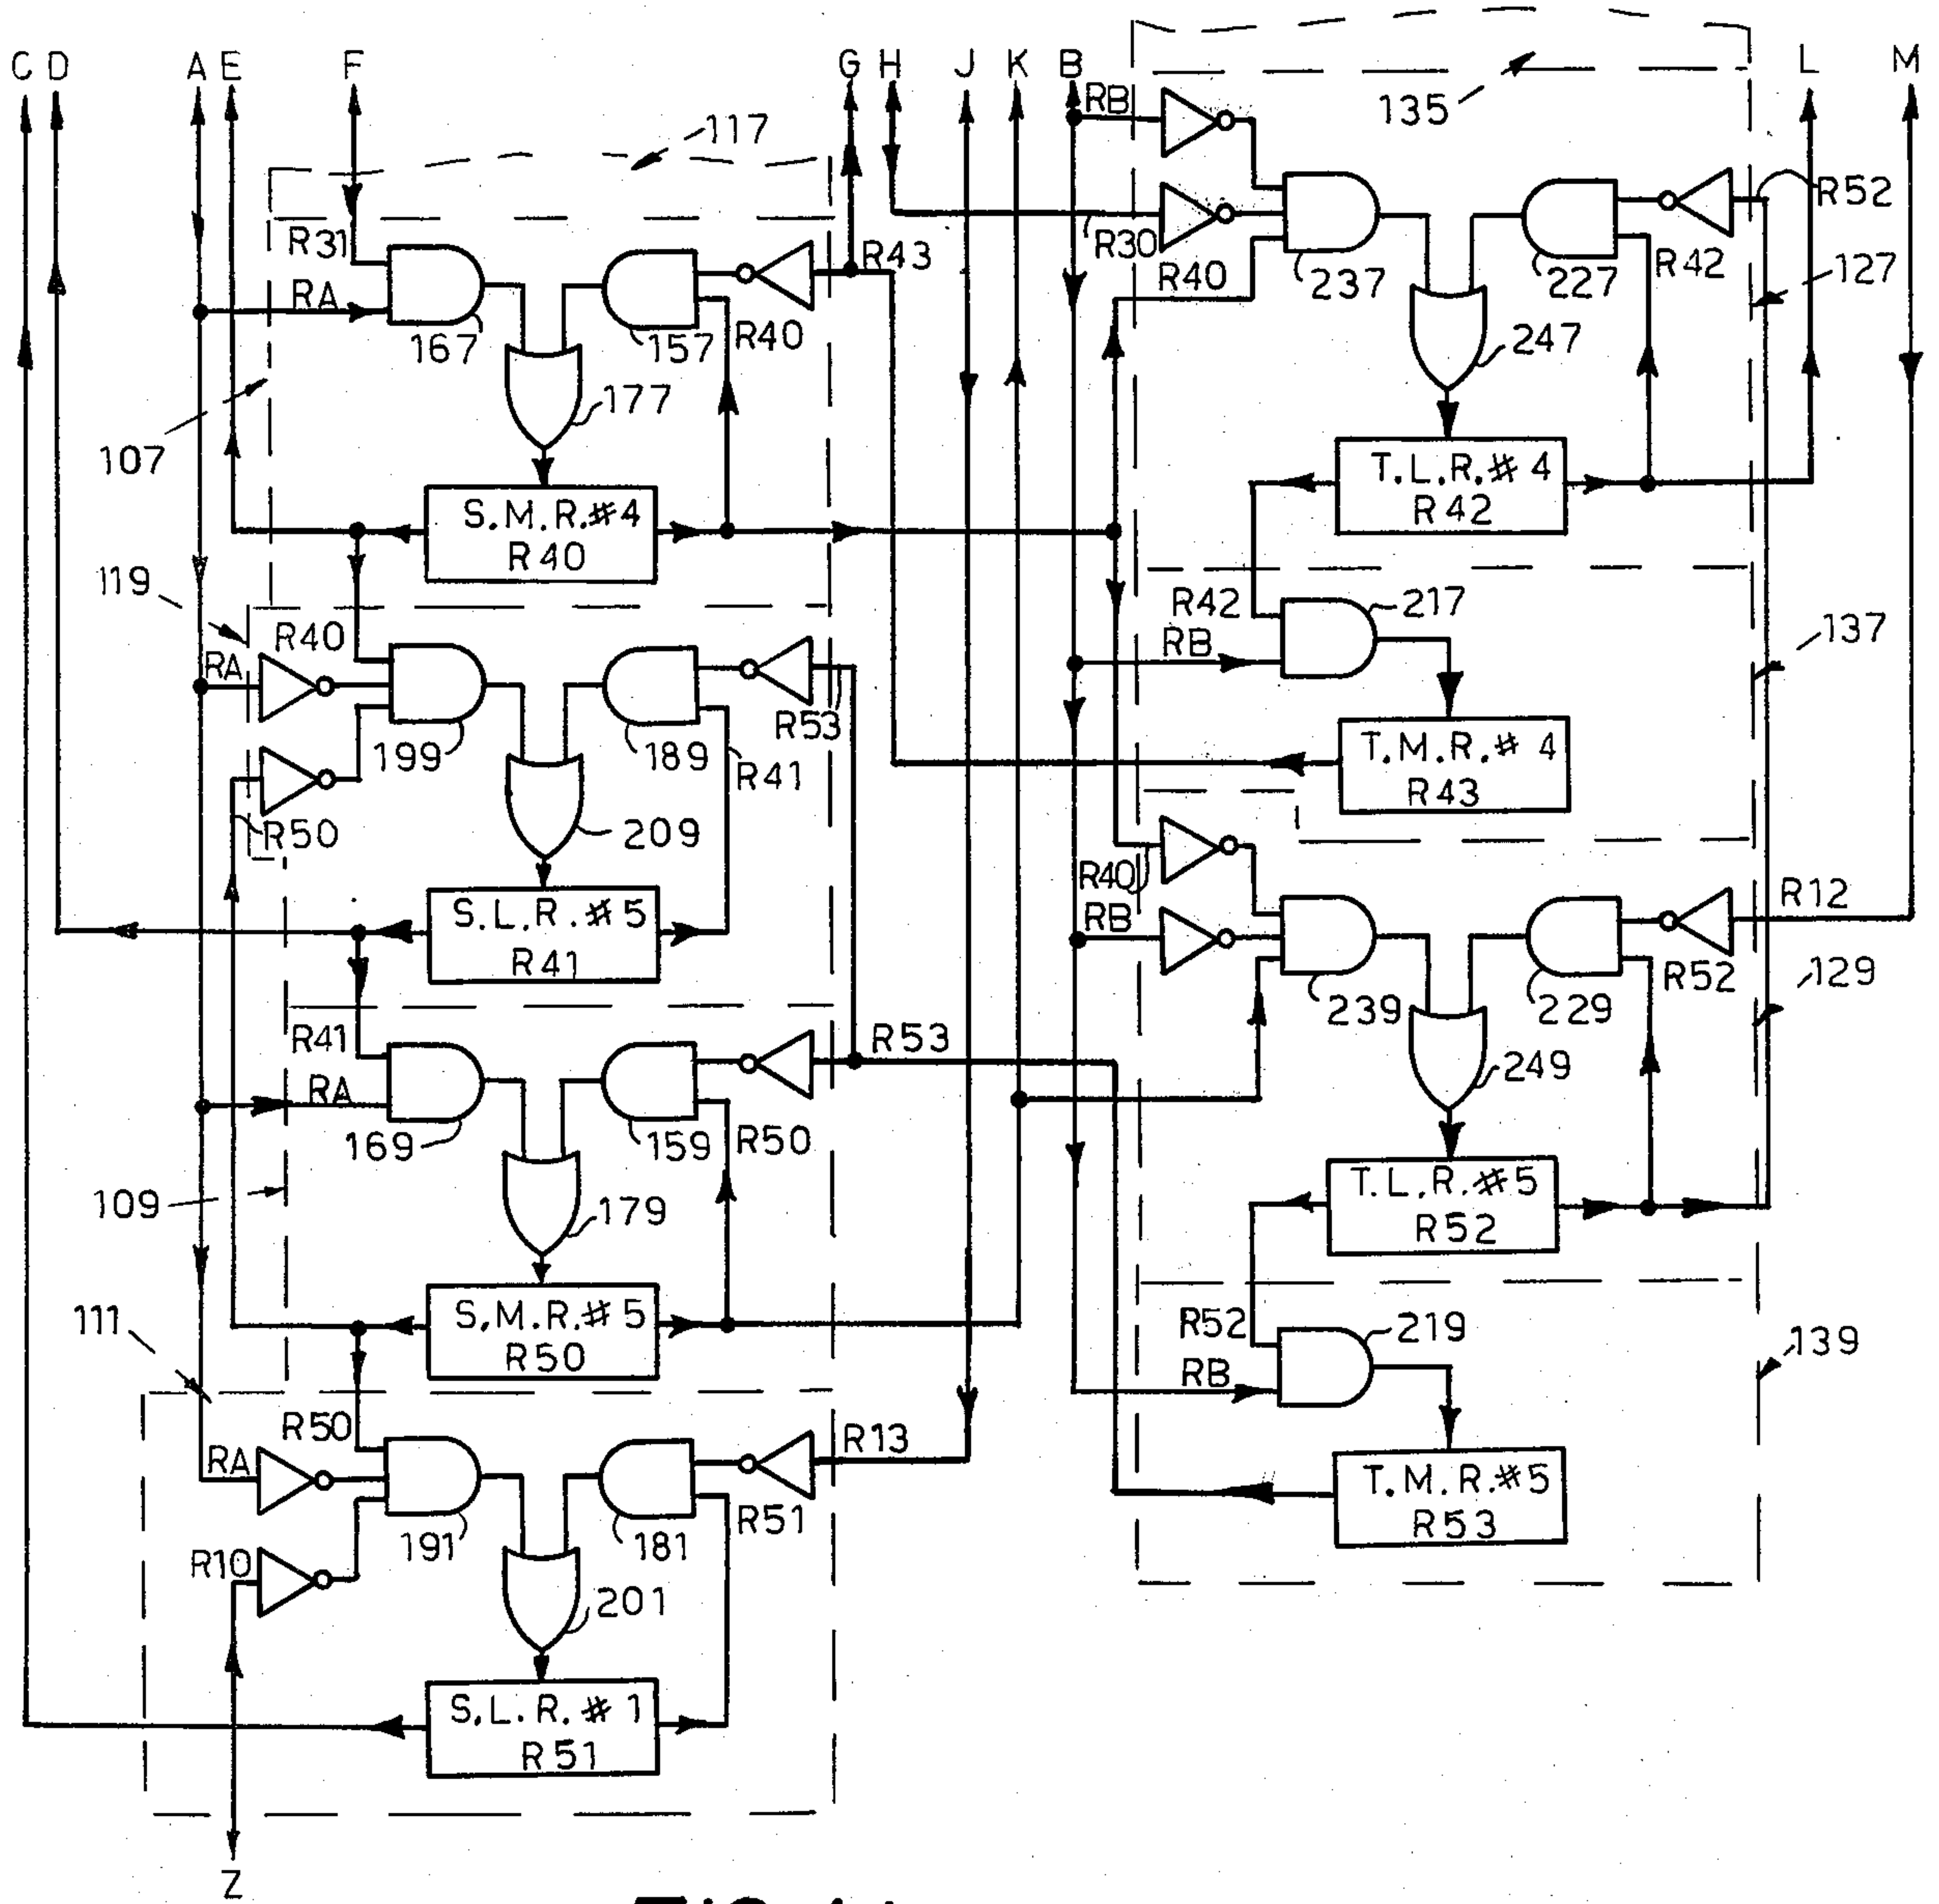 C D A E F G H J K B L M
117
RB
135
R31
R43
R30
R52
RA
R40
237
227
R42
127
167
157
R40
177
247
107
S.M.R.#4
R40
T.L.R.#4
R42
119
R40
R42
217
RA
RB
137
R53
199
189
R41
T.M.R.#4
R43
R50
209
R40
RB
R12
S.L.R.#5
R41
R52
129
239
229
R41
R53
249
RA
169
159
R50
109
179
T.L.R.#5
R52
111
S.M.R.#5
R50
R52
219
139
RB
R50
RA
R13
R51
T.M.R.#5
R53
191
181
R10
201
S.L.R.#1
R51
Z